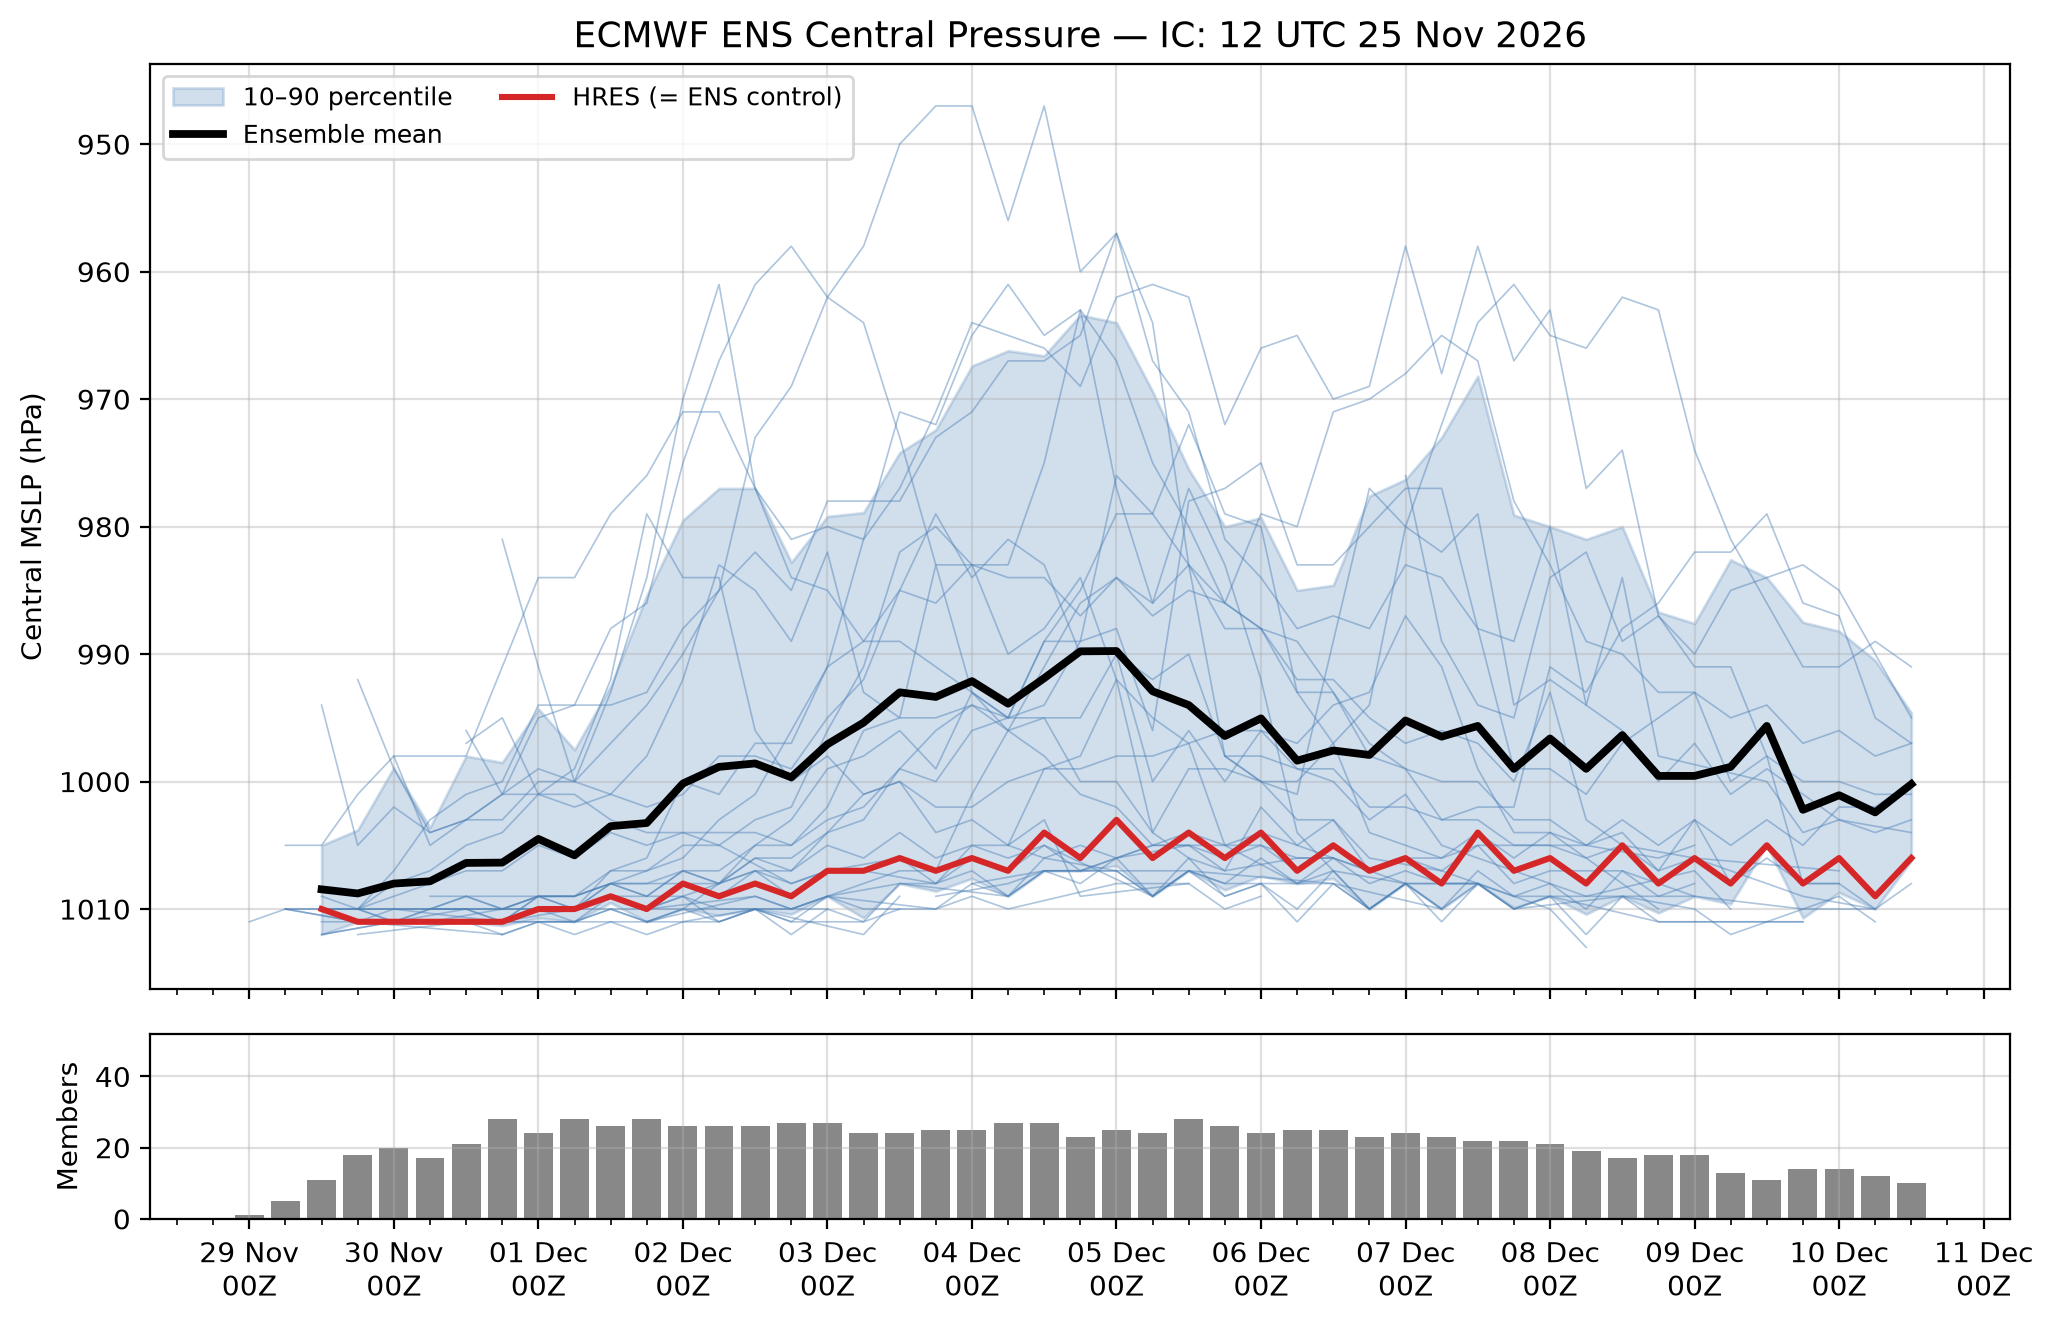 ECMWF ENS Central Pressure — IC: 12 UTC 25 Nov 2026
10–90 percentile
Ensemble mean
HRES (= ENS control)
Central MSLP (hPa)
950
960
970
980
990
1000
1010
Members
40
20
0
29 Nov 30 Nov 01 Dec 02 Dec 03 Dec 04 Dec 05 Dec 06 Dec 07 Dec 08 Dec 09 Dec 10 Dec 11 Dec
00Z 00Z 00Z 00Z 00Z 00Z 00Z 00Z 00Z 00Z 00Z 00Z 00Z